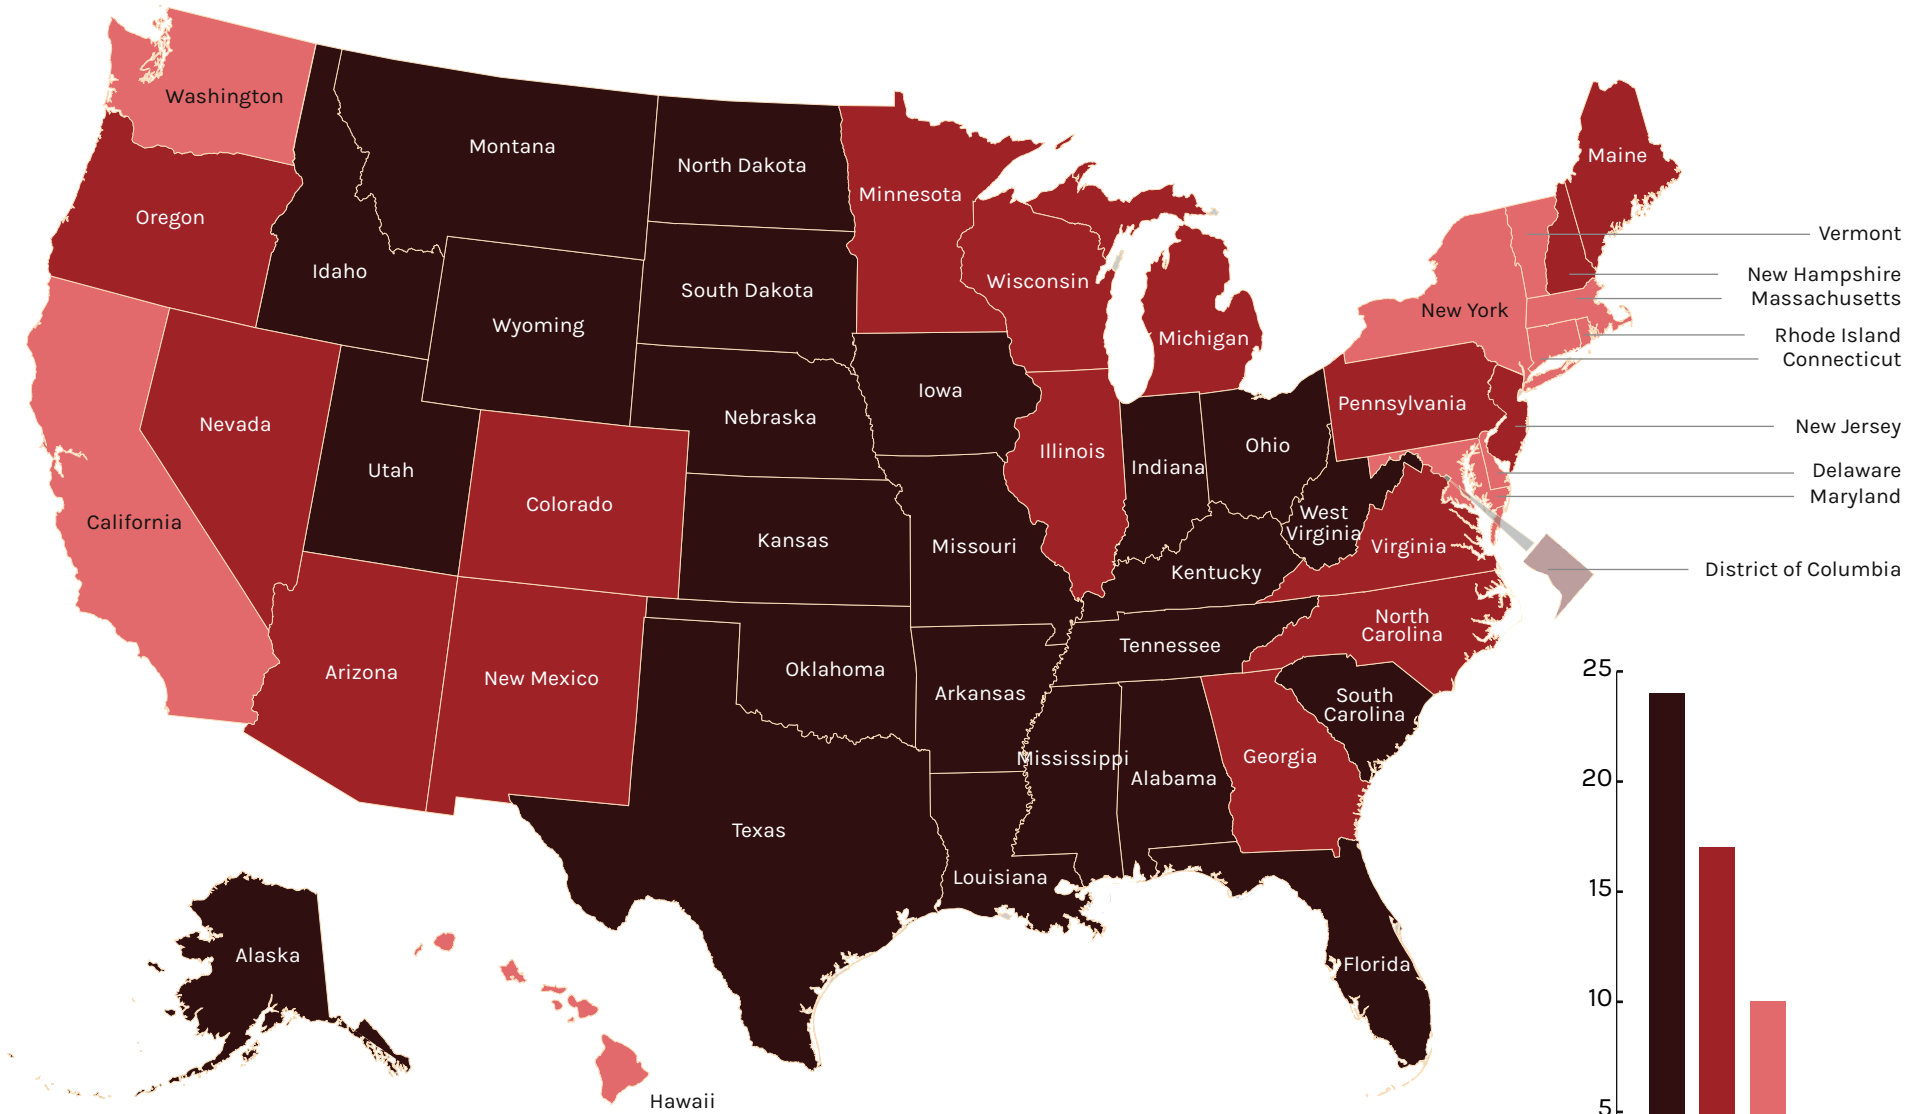 Washington
Montana
North Dakota
Minnesota
Maine
Oregon
Idaho
Wyoming
South Dakota
Wisconsin
Michigan
New York
Vermont
New Hampshire
Massachusetts
Rhode Island
Connecticut
Nevada
Utah
Colorado
Nebraska
Iowa
Illinois
Indiana
Ohio
Pennsylvania
New Jersey
Delaware
Maryland
California
Kansas
Missouri
Kentucky
West
Virginia
Virginia
District of Columbia
Arizona
New Mexico
Oklahoma
Arkansas
Tennessee
North
Carolina
South
Carolina
Texas
Louisiana
Mississippi
Alabama
Georgia
Florida
Alaska
Hawaii
25
20
15
10
5